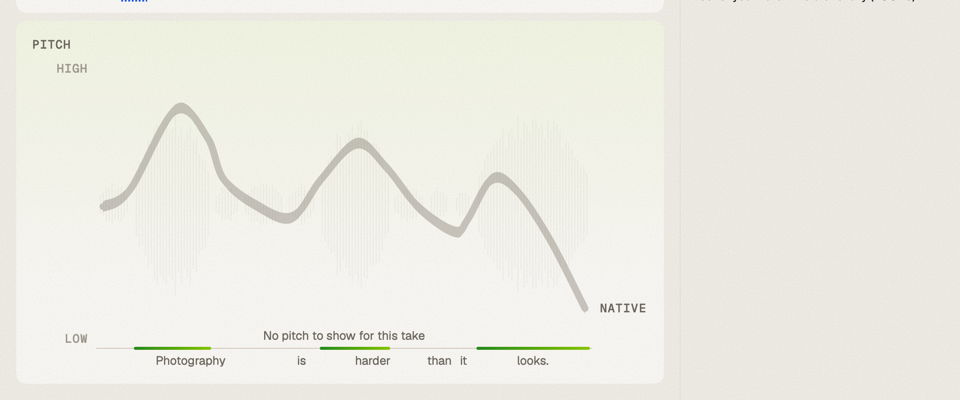 PITCH
HIGH
NATIVE
LOW
No pitch to show for this take
Photography is harder than it looks.